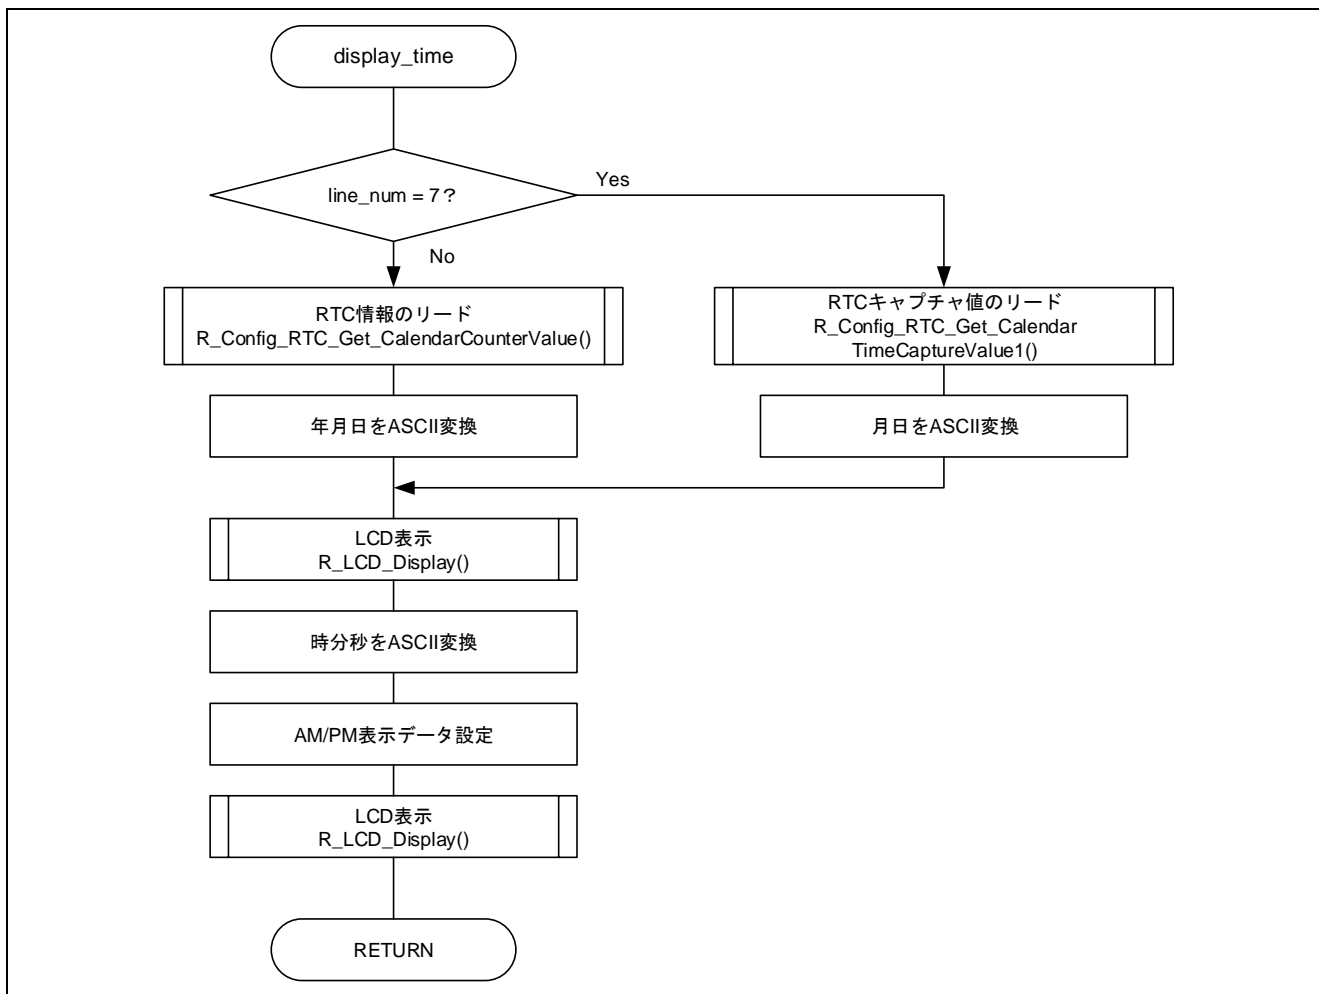 display_time
line_num = 7？
Yes
No
RTC情報のリード
R_Config_RTC_Get_CalendarCounterValue()
RTCキャプチャ値のリード
R_Config_RTC_Get_Calendar
TimeCaptureValue1()
年月日をASCII変換
月日をASCII変換
LCD表示
R_LCD_Display()
時分秒をASCII変換
AM/PM表示データ設定
LCD表示
R_LCD_Display()
RETURN